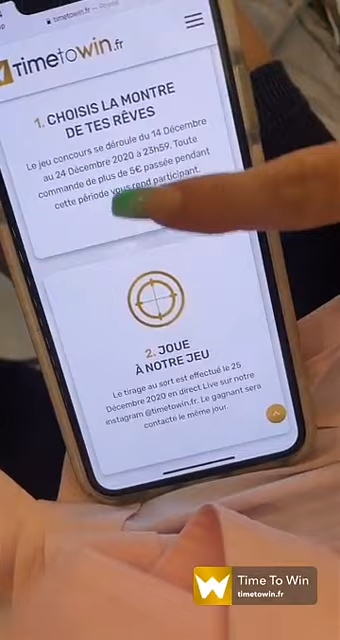 timetowin.fr
TimetoWin.fr
1. CHOISIS LA MONTRE
DE TES RÊVES
Le jeu concours se déroule du 14 Décembre
au 24 Décembre 2020 à 23h59. Toute
commande de plus de 5€ passée pendant
cette période vous rend participant.
2. JOUE
À NOTRE JEU
Le tirage au sort est effectué le 25
Décembre 2020 en direct Live sur notre
instagram @timetowin.fr. Le gagnant sera
contacté le même jour.
Time To Win
timetowin.fr